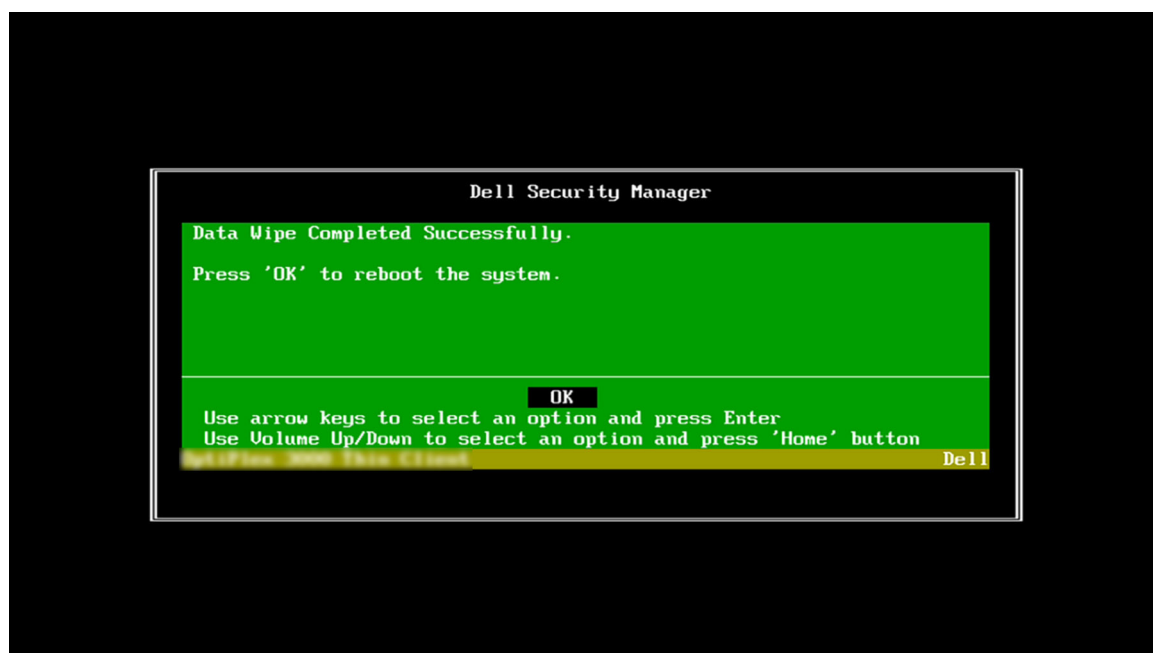 Dell Security Manager
Data Wipe Completed Successfully.
Press 'OK' to reboot the system.
OK
Use arrow keys to select an option and press Enter
Use Volume Up/Down to select an option and press 'Home' button
Dell